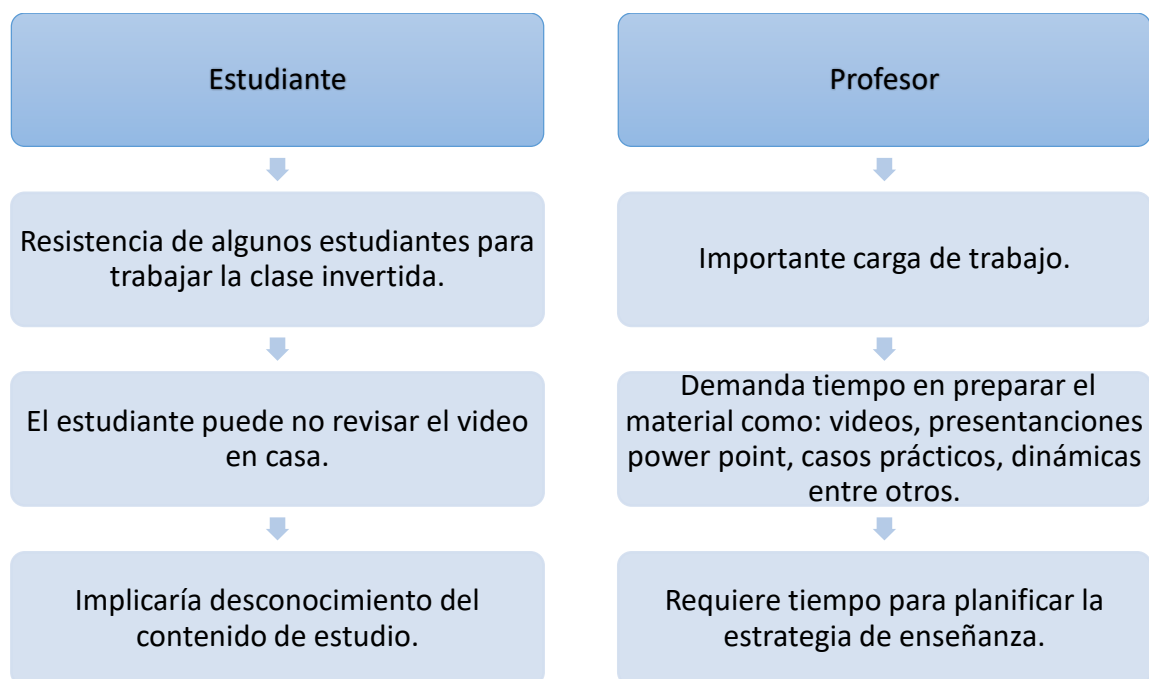 Estudiante
Resistencia de algunos estudiantes para
trabajar la clase invertida.
El estudiante puede no revisar el video
en casa.
Implicaría desconocimiento del
contenido de estudio.
Profesor
Importante carga de trabajo.
Demanda tiempo en preparar el
material como: videos, presentanciones
power point, casos prácticos, dinámicas
entre otros.
Requiere tiempo para planificar la
estrategia de enseñanza.